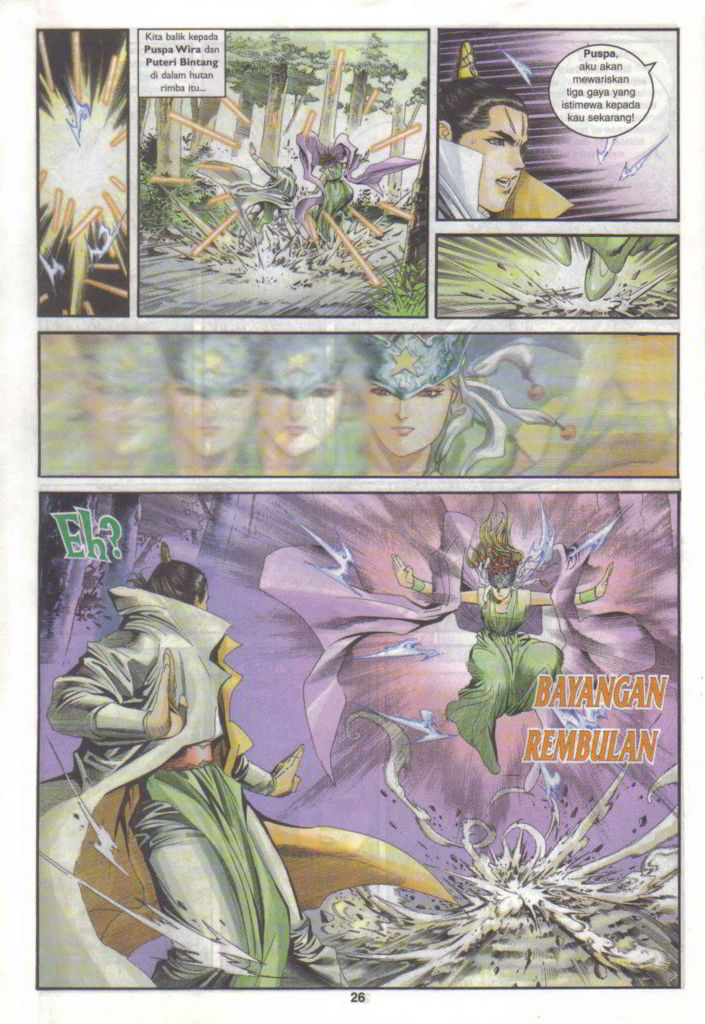 Kita balik kepada
Puspa Wira dan
Puteri Bintang
di dalam hutan
rimba itu...
Puspa,
aku akan
mewariskan
tiga gaya yang
istimewa kepada
kau sekarang!
Eh?
BAYANGAN
REMBULAN
26